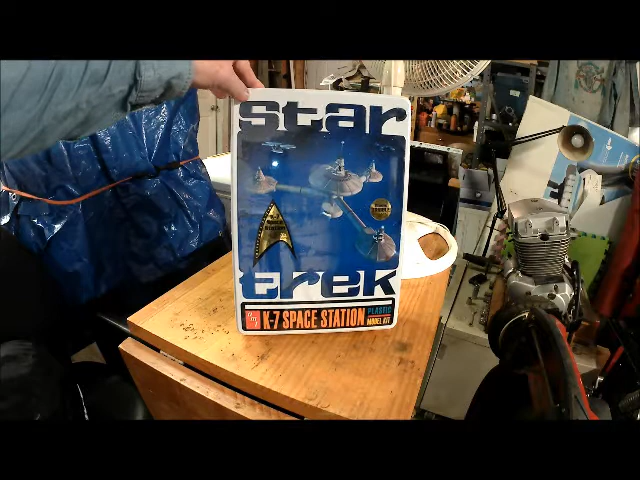 star
trek
amt
K-7 SPACE STATION
PLASTIC
MODEL KIT